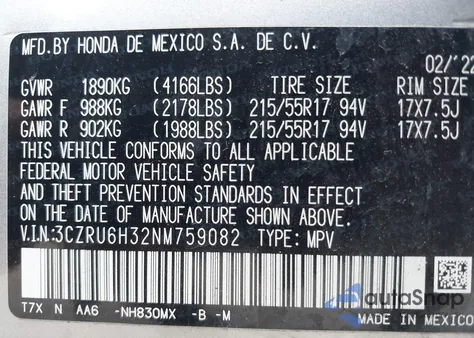 MFD.BY HONDA DE MEXICO S.A. DE C.V.
02/'22
GVWR 1890KG (4166LBS) TIRE SIZE RIM SIZE
GAWR F 988KG (2178LBS) 215/55R17 94V 17X7.5J
GAWR R 902KG (1988LBS) 215/55R17 94V 17X7.5J
THIS VEHICLE CONFORMS TO ALL APPLICABLE
FEDERAL MOTOR VEHICLE SAFETY
AND THEFT PREVENTION STANDARDS IN EFFECT
ON THE DATE OF MANUFACTURE
SHOWN ABOVE.
V.I.N.:3CZRU6H32NM759082 TYPE: MPV
T7X N AA6 -NH830MX -B -M
autoSnap
MADE IN MEXICO